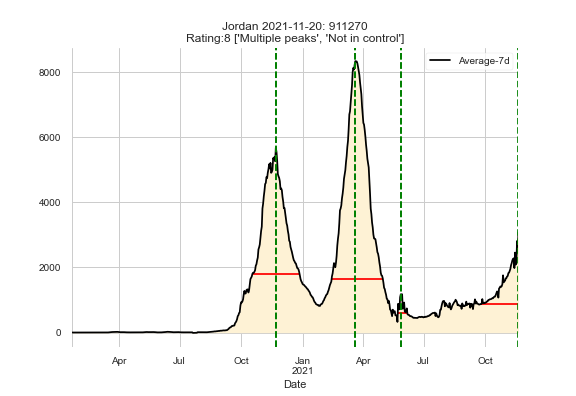 Jordan 2021-11-20: 911270
Rating:8 ['Multiple peaks', 'Not in control']
Average-7d
8000
6000
4000
2000
0
Apr Jul Oct Jan Apr Jul Oct
2021
Date